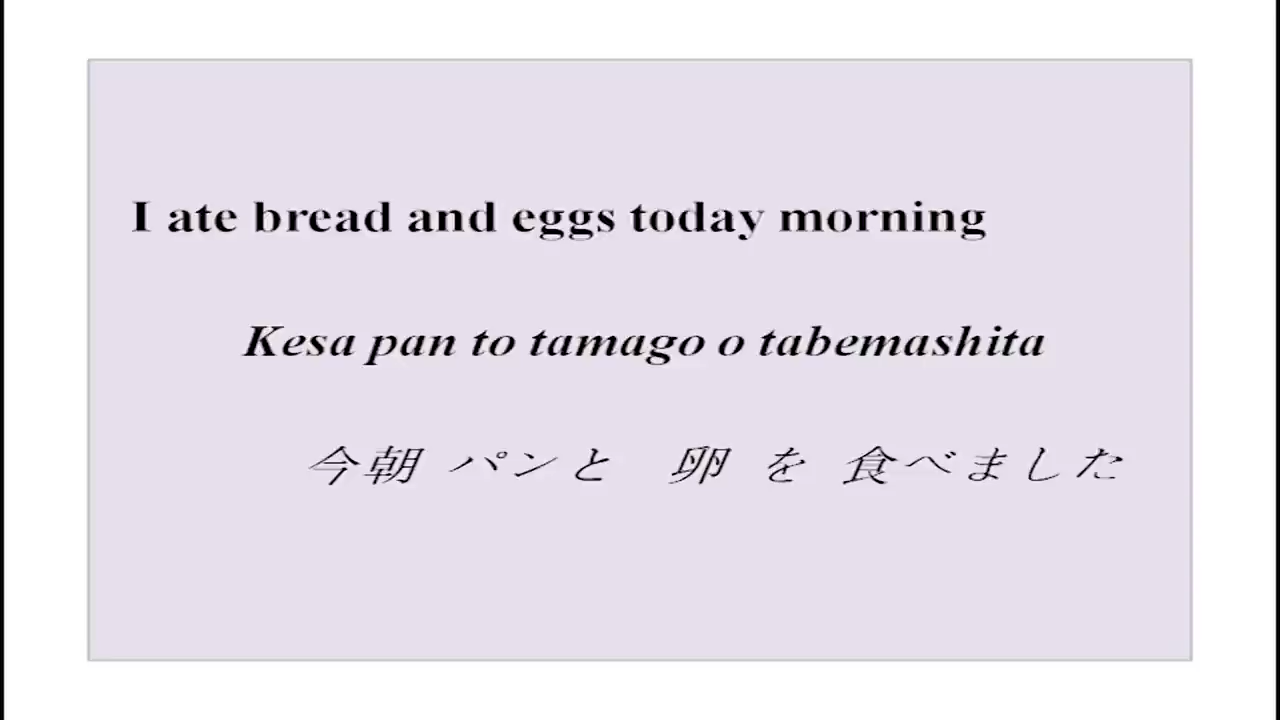 I ate bread and eggs today morning
Kesa pan to tamago o tabemashita
今朝 パンと 卵 を 食べました